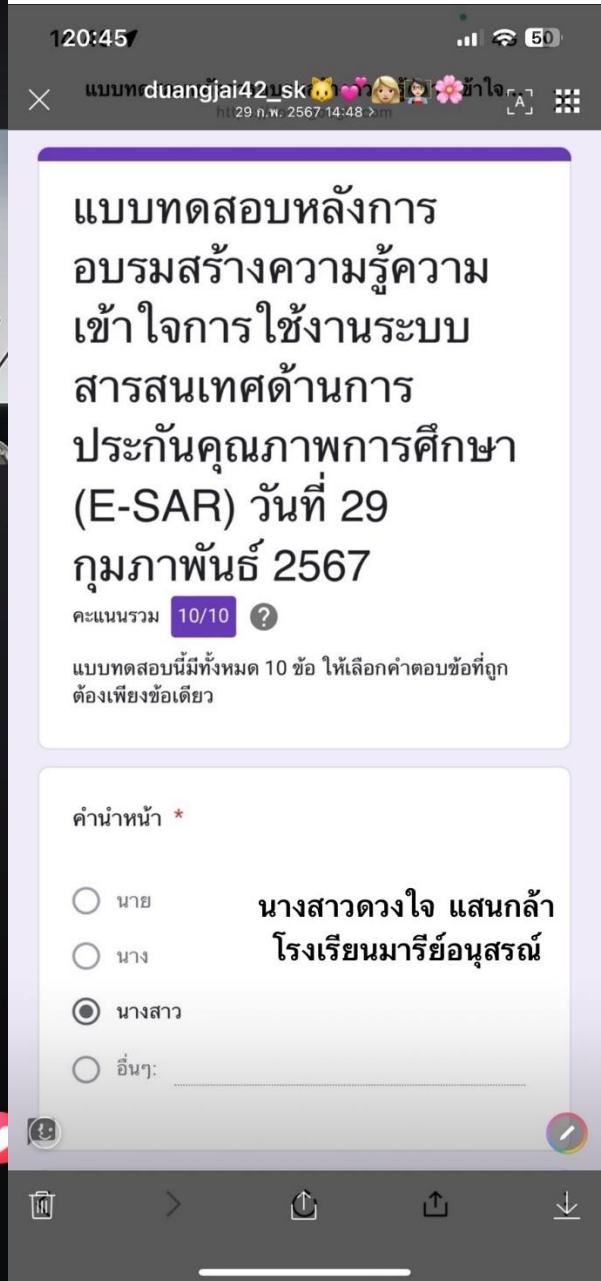 20:45
50
duangjai42_sk🐱💕👩🏼👩🏻‍🏫🌸
29 ก.พ. 2567 14:48 >
แบบทดสอบหลังการ
อบรมสร้างความรู้ความ
เข้าใจการใช้งานระบบ
สารสนเทศด้านการ
ประกันคุณภาพการศึกษา
(E-SAR) วันที่ 29
กุมภาพันธ์ 2567
คะแนนรวม 10/10 ?
แบบทดสอบนี้มีทั้งหมด 10 ข้อ ให้เลือกคำตอบข้อที่ถูก
ต้องเพียงข้อเดียว
คำนำหน้า *
นาย
นางสาวดวงใจ แสนกล้า
นาง
โรงเรียนมารีย์อนุสรณ์
นางสาว
อื่นๆ: